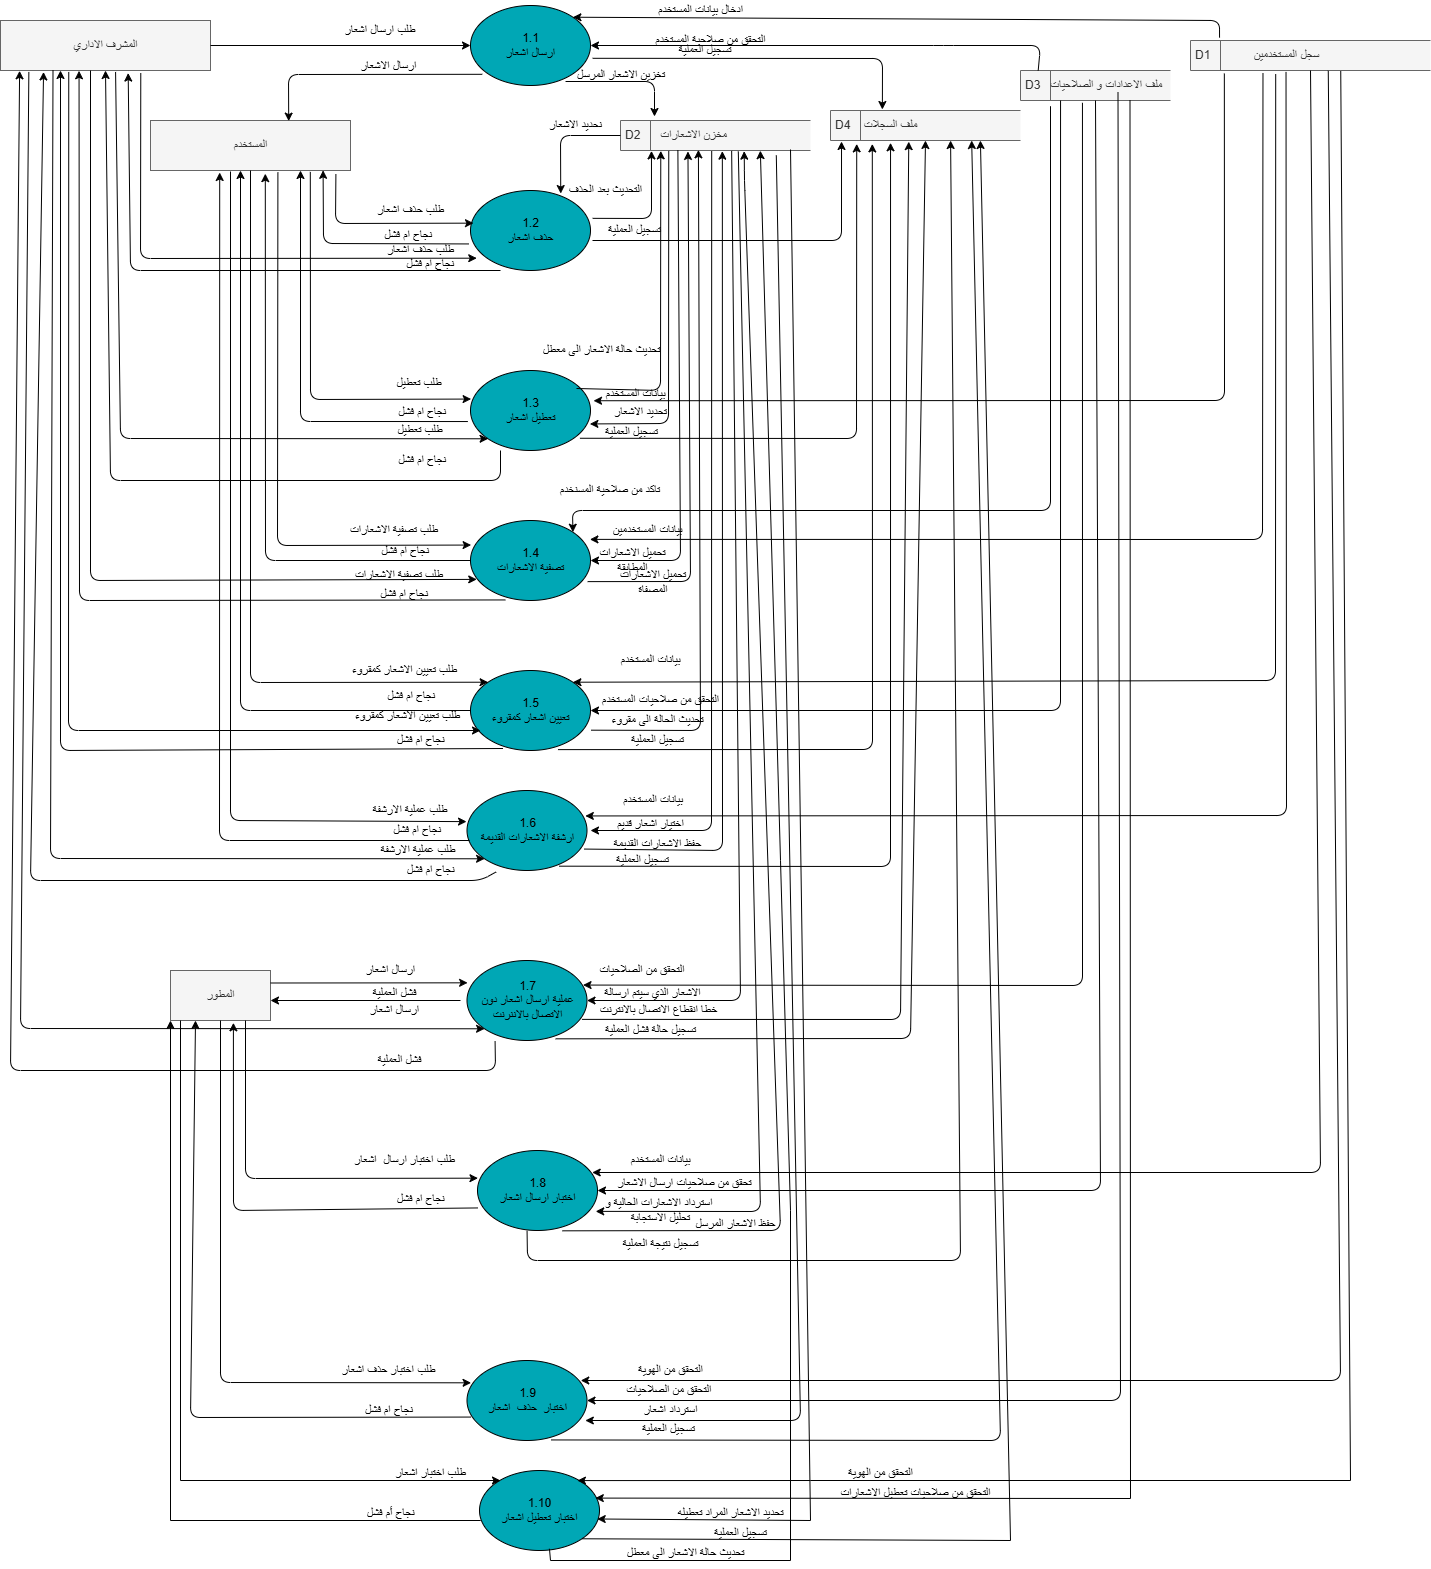 ادخال بيانات المستخدم
طلب ارسال اشعار
1.1
ارسال اشعار
التحقق من صلاحية المستخدم
تسجيل العملية
المشرف الاداري
D1
سجل المستخدمين
ارسال الاشعار
تخزين الاشعار المرسل
D3
ملف الاعدادات و الصلاحيات
المستخدم
تحديد الاشعار
D2
مخزن الاشعارات
D4
ملف السجلات
التحديث بعد الحذف
طلب حذف اشعار
1.2
حذف اشعار
تسجيل العملية
نجاح ام فشل
طلب حذف اشعار
نجاح ام فشل
تحديث حالة الاشعار الى معطل
طلب تعطيل
1.3
تعطيل اشعار
بيانات المستخدم
نجاح ام فشل
تحديد الاشعار
طلب تعطيل
تسجيل العملية
نجاح ام فشل
تاكد من صلاحية المستخدم
طلب تصفية الاشعارات
1.4
تصفية الاشعارات
بيانات المستخدمين
نجاح ام فشل
تحميل الاشعارات
المطابقة
طلب تصفية الاشعارات
تحميل الاشعارات
المصفاة
نجاح ام فشل
بيانات المستخدم
طلب تعيين الاشعار كمقروء
1.5
تعيين اشعار كمقروء
نجاح ام فشل
التحقق من صلاحيات المستخدم
طلب تعيين الاشعار كمقروء
تحديث الحالة الى مقروء
نجاح ام فشل
تسجيل العملية
بيانات المستخدم
طلب عملية الارشفة
1.6
ارشفة الاشعارات القديمة
نجاح ام فشل
اختيار اشعار قديم
طلب عملية الارشفة
حفظ الاشعارات القديمة
تسجيل العملية
نجاح ام فشل
ارسال اشعار
التحقق من الصلاحيات
المطور
1.7
عملية ارسال اشعار دون
الاتصال بالانترنت
فشل العملية
الاشعار الذي سيتم ارسالة
ارسال اشعار
خطا انقطاع الاتصال بالانترنت
تسجيل حالة فشل العملية
فشل العملية
طلب اختبار ارسال  اشعار
بيانات المستخدم
1.8
اختبار ارسال اشعار
تحقق من صلاحيات ارسال الاشعار
نجاح ام فشل
استرداد الاشعارات الحالية و
تحليل الاستجابة
حفظ الاشعار المرسل
تسجيل نتيجة العملية
طلب اختبار حذف اشعار
التحقق من الهوية
1.9
اختبار  حذف  اشعار
التحقق من الصلاحيات
نجاح ام فشل
استرداد اشعار
تسجيل العملية
طلب اختبار اشعار
التحقق من الهوية
1.10
اختبار تعطيل اشعار
التحقق من صلاحيات تعطيل الاشعارات
نجاح أم فشل
تحديد الاشعار المراد تعطيله
تسجيل العملية
تحديث حالة الاشعار الى معطل